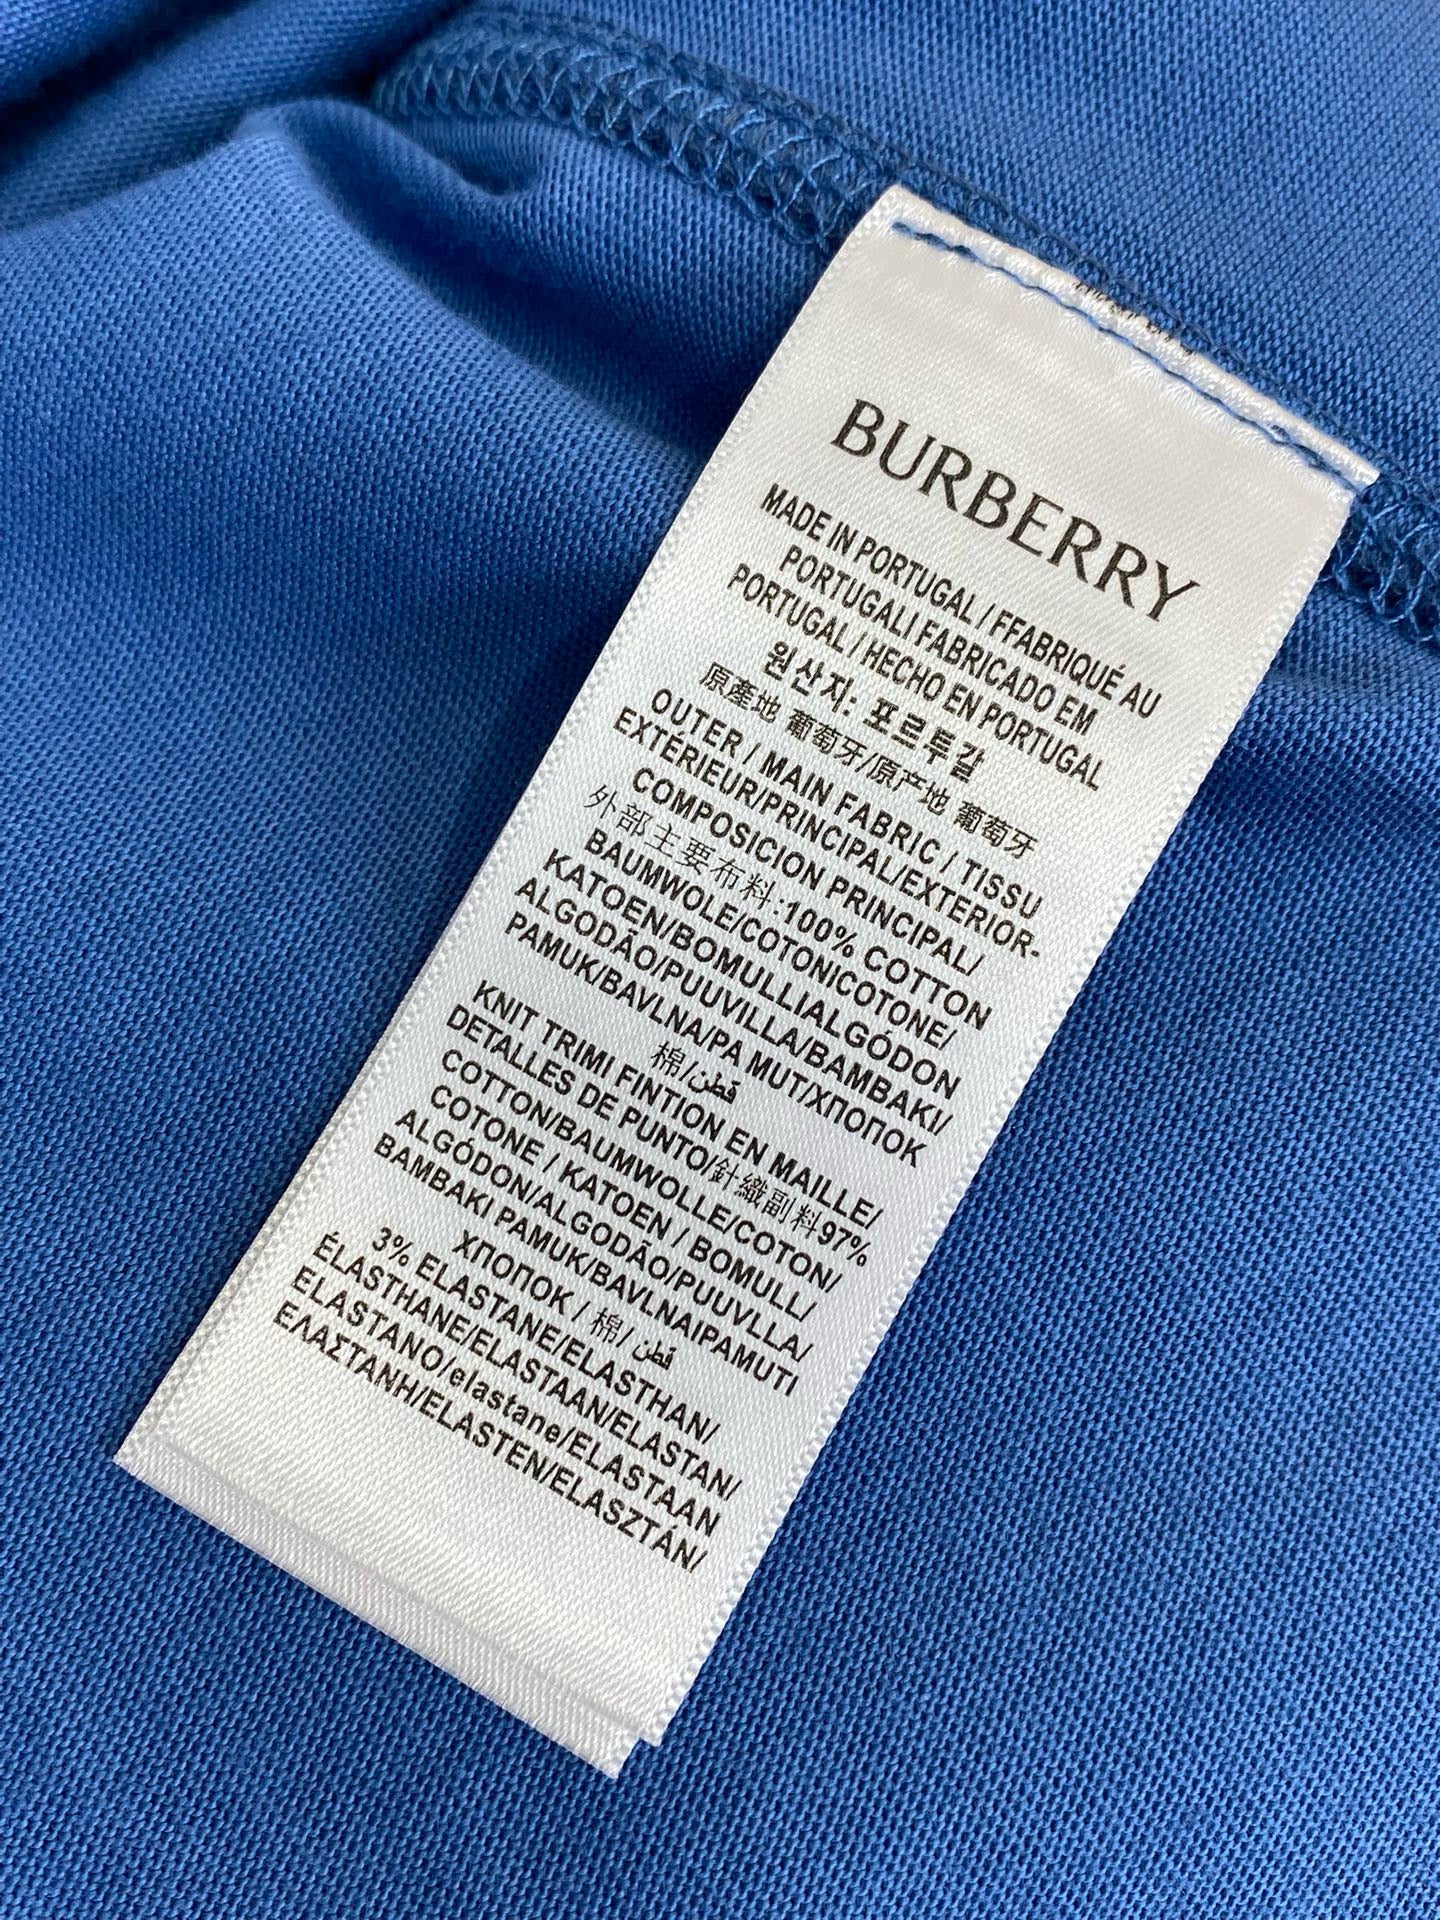 BURBERRY
MADE IN PORTUGAL / FFABRIQUÉ AU
PORTUGALI FABRICADO EM
PORTUGAL / HECHO EN PORTUGAL
원산지: 포르투갈
原產地 葡萄牙/原产地 葡萄牙
OUTER / MAIN FABRIC / TISSU
EXTÉRIEUR/PRINCIPAL/EXTERIOR-
COMPOSICION PRINCIPAL/
外部主要布料:100% COTTON
BAUMWOLE/COTONICOTONE/
KATOEN/BOMULLIALGÓDON
ALGODÃO/PUUVILLA/BAMBAKI/
PAMUK/BAVLNA/PA MUT/ХПОПОК
棉/قطن
KNIT TRIMI FINTION EN MAILLE/
DETALLES DE PUNTO/針織副料97%
COTTON/BAUMWOLLE/COTON/
COTONE / KATOEN / BOMULL/
ALGÓDON/ALGODÃO/PUUVLLA/
BAMBAKI PAMUK/BAVLNAIPAMUTI
ХПОПОК / 棉/ قطن
3% ELASTANE/ELASTHAN/
ÉLASTHANE/ELASTAAN/ELASTAN/
ELASTANO/elastane/ELASTAAN
ΕΛΑΣΤΑΝΗ/ELASTEN/ELASZTÁN/